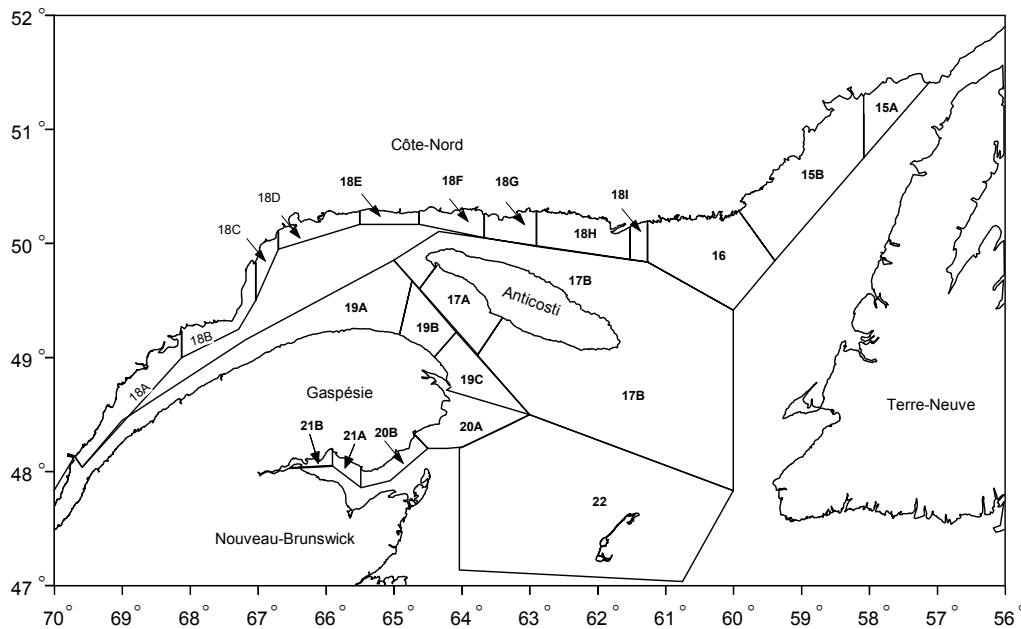 52°
51°
50°
49°
48°
47°
70° 69° 68° 67° 66° 65° 64° 63° 62° 61° 60° 59° 58° 57° 56°
Côte-Nord
15A
15B
18E
18F
18G
18I
18D
18C
18H
16
17B
18B
19A
17A
Anticosti
19B
18A
19C
Gaspésie
17B
Terre-Neuve
20A
21B
21A
20B
22
Nouveau-Brunswick